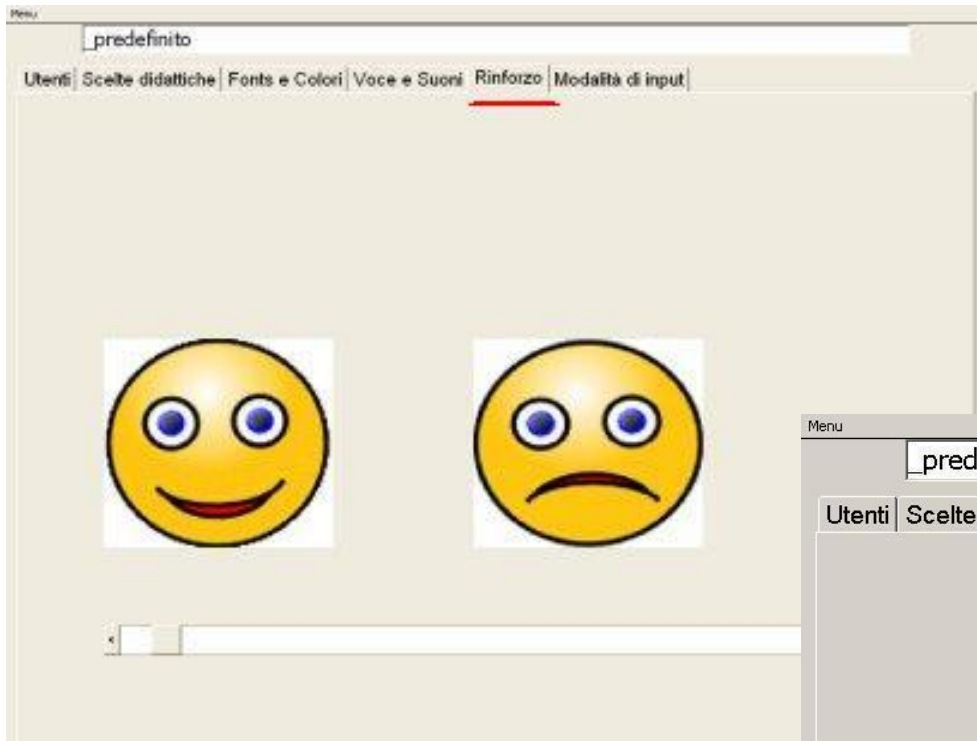 Menu
_predefinito
Utenti Scelte didattiche Fonts e Colori Voce e Suoni Rinforzo Modalità di input
Menu
_pred
Utenti Scelte